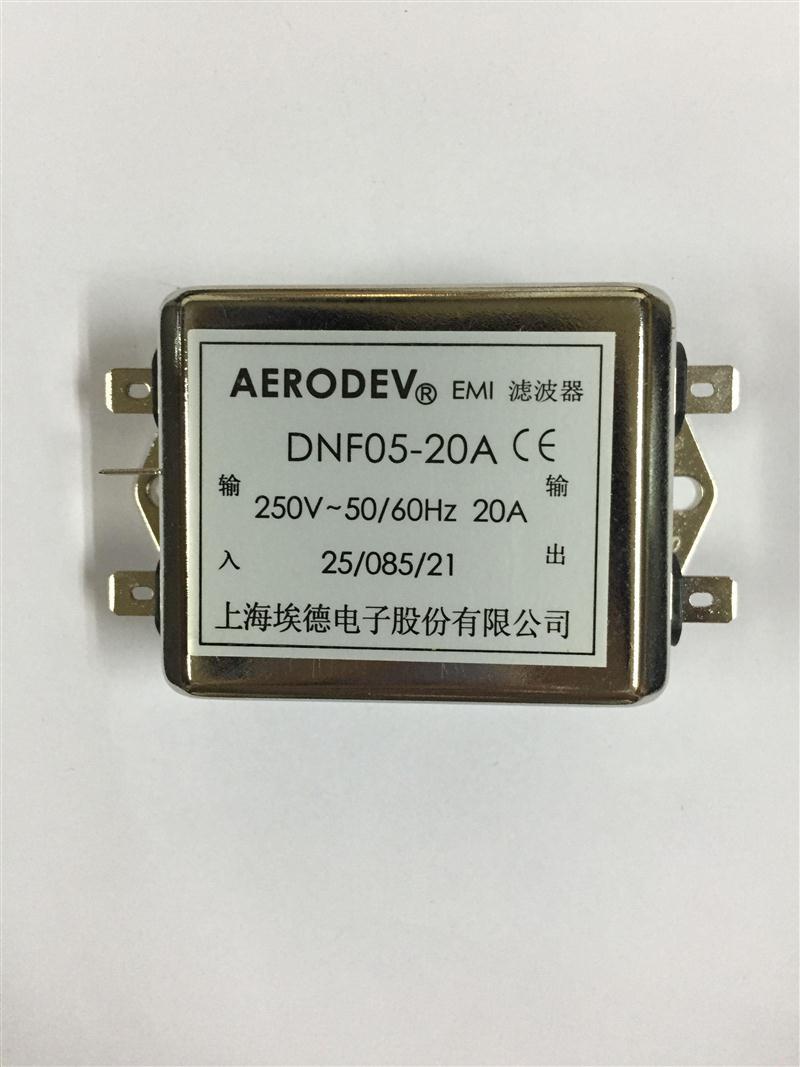 AERODEV® EMI 滤波器
DNF05-20A CE
输入
250V~50/60Hz 20A
输出
25/085/21
上海埃德电子股份有限公司